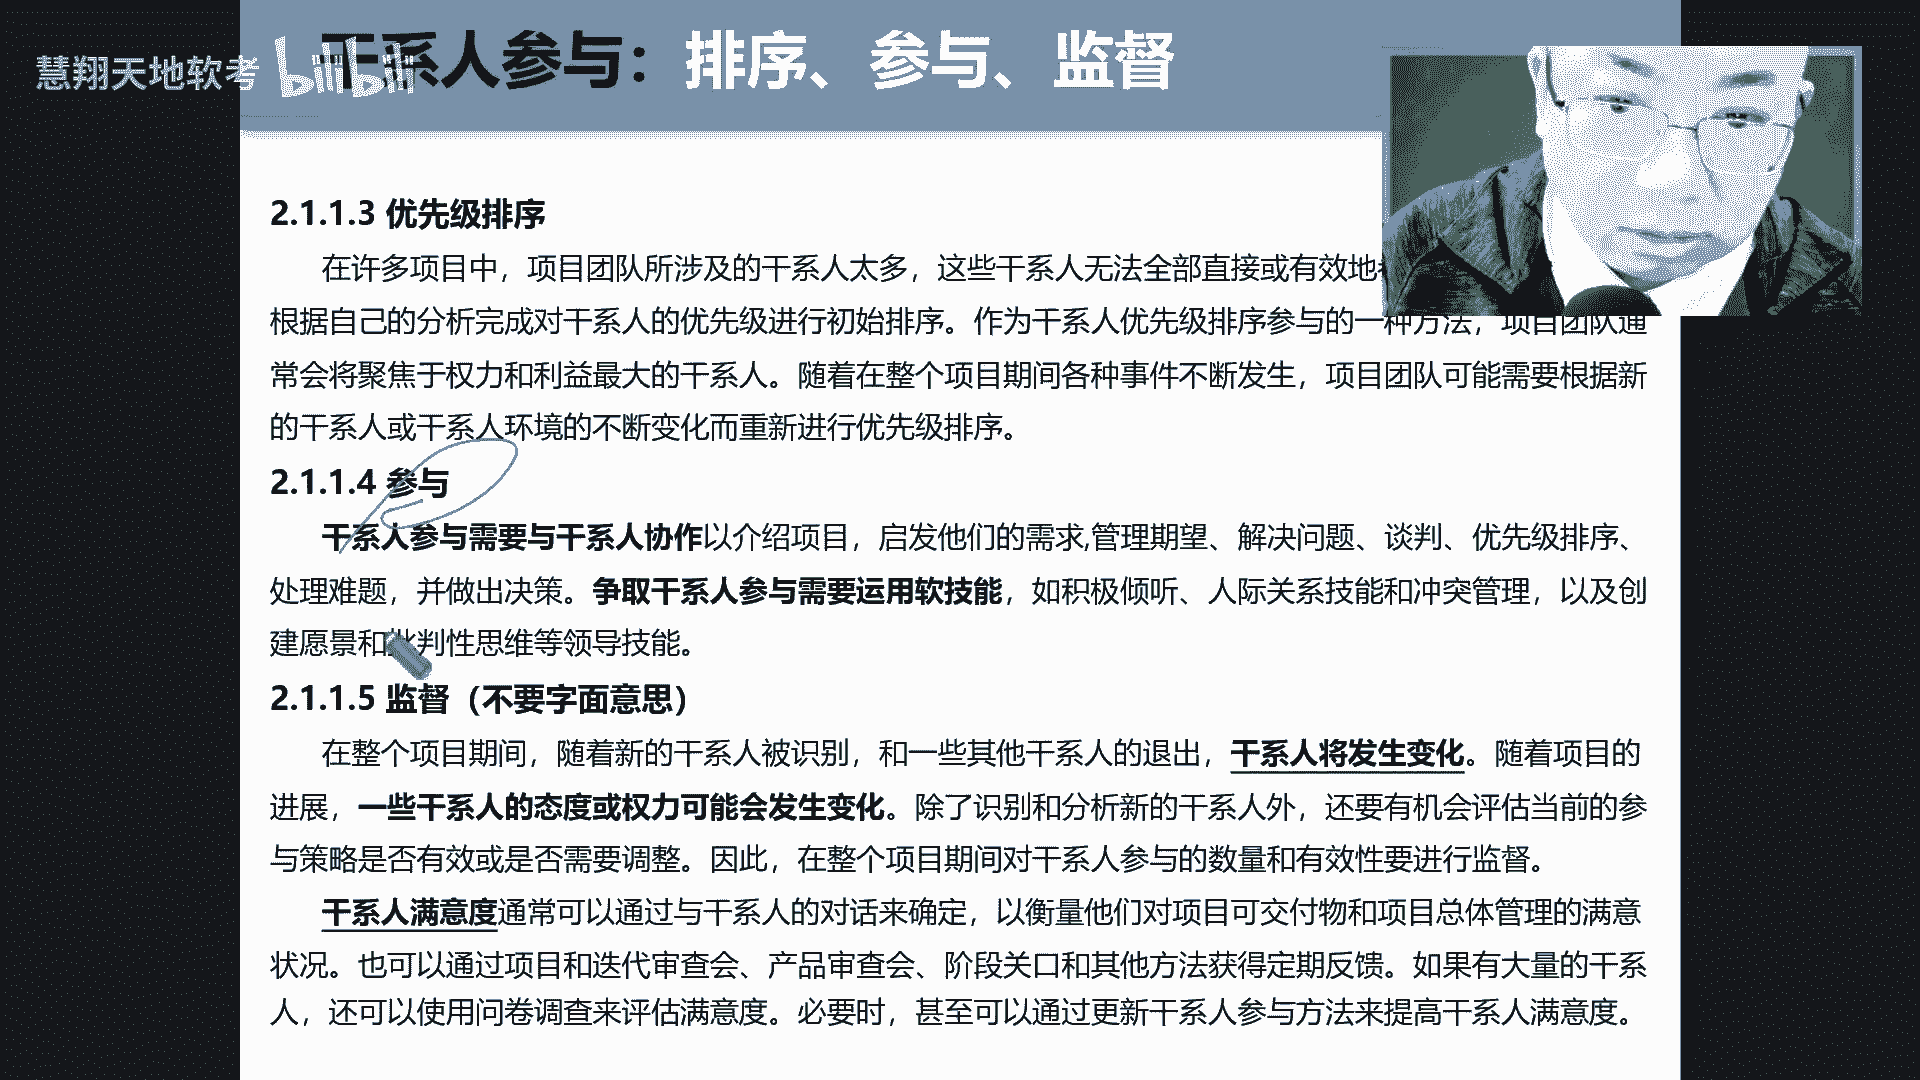 慧翔天地软考
bilibili
干系人参与：排序、参与、监督
2.1.1.3 优先级排序
在许多项目中，项目团队所涉及的干系人太多，这些干系人无法全部直接或有效地
根据自己的分析完成对干系人的优先级进行初始排序。作为干系人优先级排序参与的一种方法，项目团队通
常会将聚焦于权力和利益最大的干系人。随着在整个项目期间各种事件不断发生，项目团队可能需要根据新
的干系人或干系人环境的不断变化而重新进行优先级排序。
2.1.1.4 参与
干系人参与需要与干系人协作以介绍项目，启发他们的需求,管理期望、解决问题、谈判、优先级排序、
处理难题，并做出决策。争取干系人参与需要运用软技能，如积极倾听、人际关系技能和冲突管理，以及创
建愿景和批判性思维等领导技能。
2.1.1.5 监督（不要字面意思）
在整个项目期间，随着新的干系人被识别，和一些其他干系人的退出，干系人将发生变化。随着项目的
进展，一些干系人的态度或权力可能会发生变化。除了识别和分析新的干系人外，还要有机会评估当前的参
与策略是否有效或是否需要调整。因此，在整个项目期间对干系人参与的数量和有效性要进行监督。
干系人满意度通常可以通过与干系人的对话来确定，以衡量他们对项目可交付物和项目总体管理的满意
状况。也可以通过项目和迭代审查会、产品审查会、阶段关口和其他方法获得定期反馈。如果有大量的干系
人，还可以使用问卷调查来评估满意度。必要时，甚至可以通过更新干系人参与方法来提高干系人满意度。